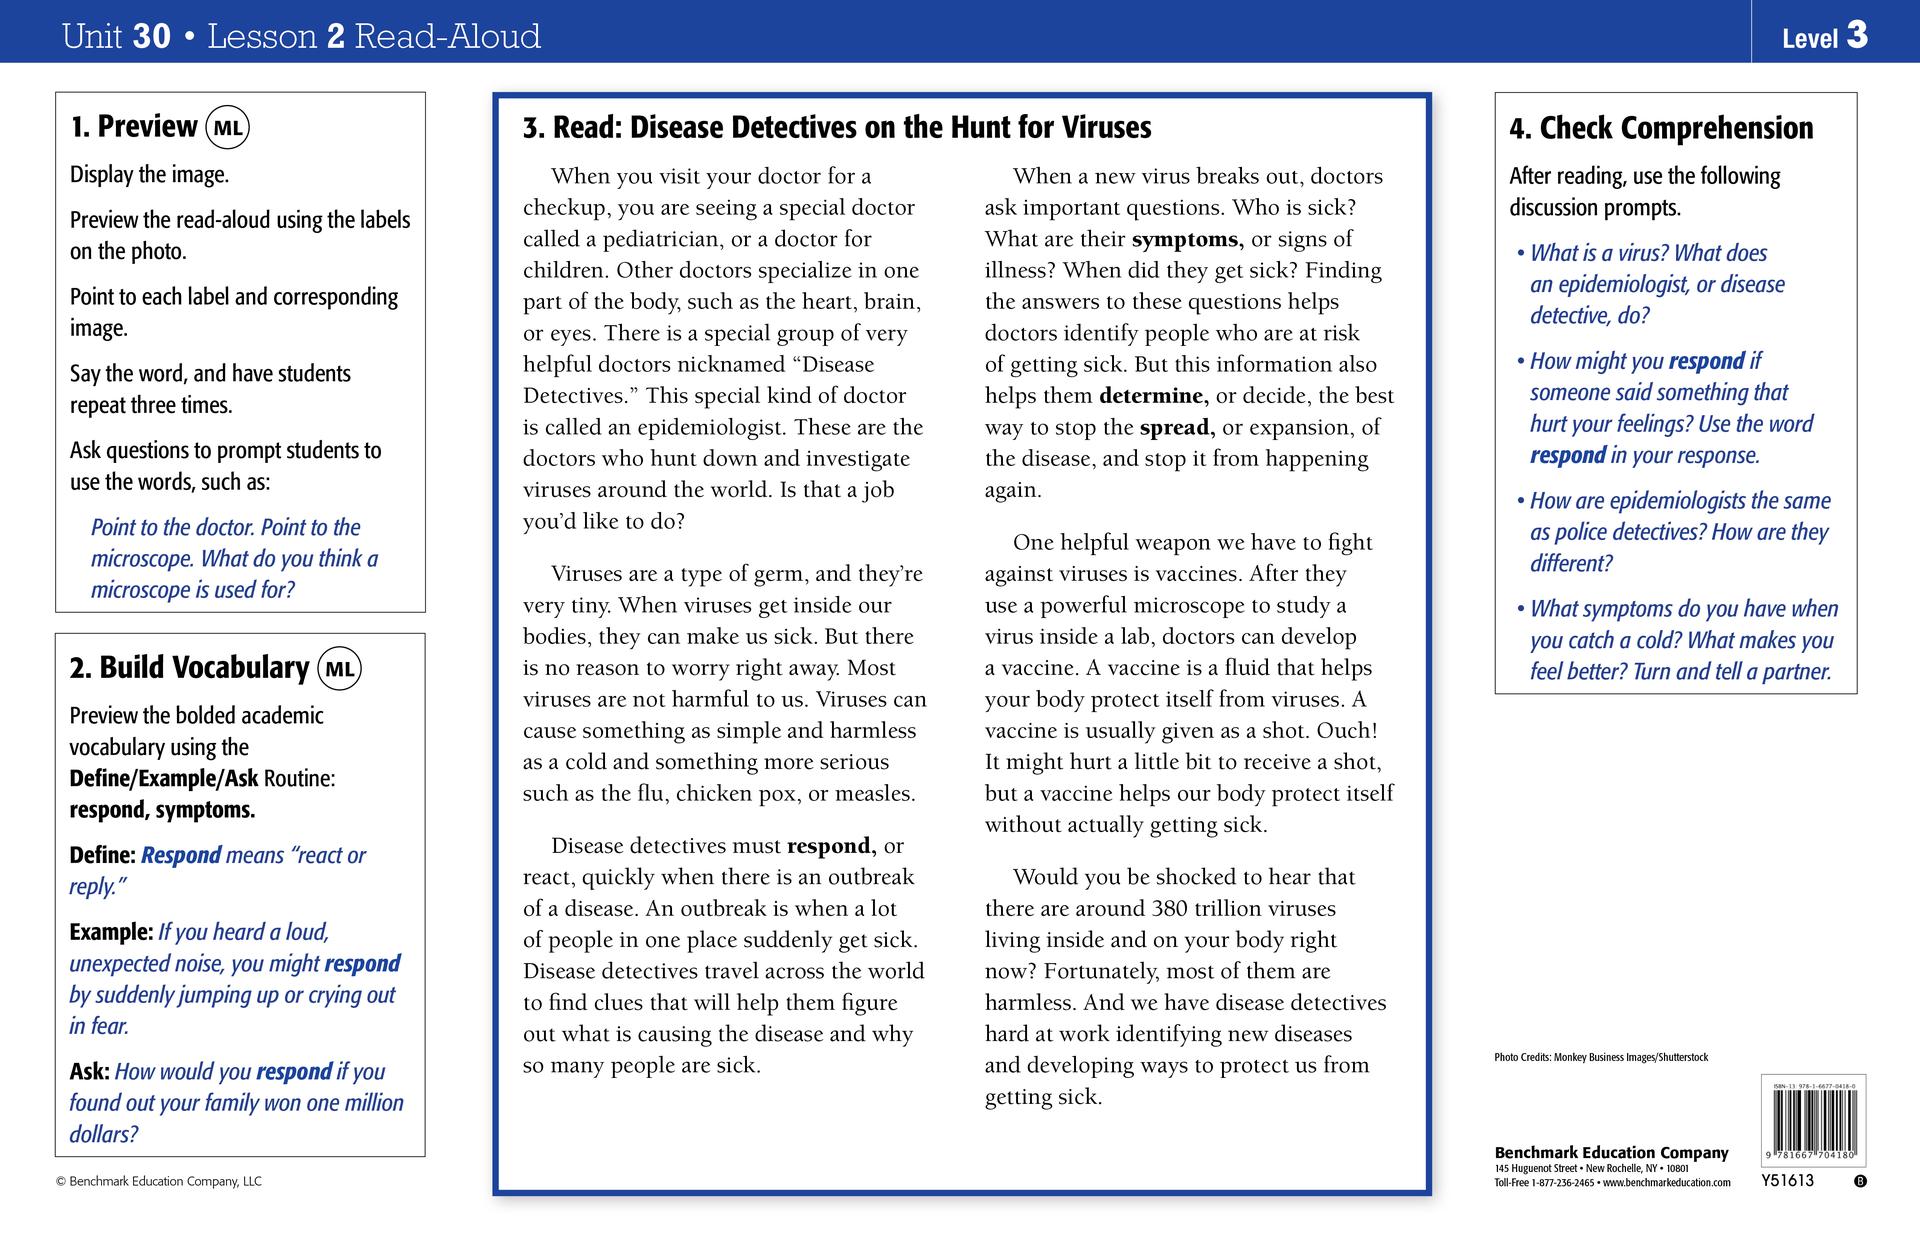 Unit 30 • Lesson 2 Read-Aloud
Level 3
1. Preview ML
Display the image.
Preview the read-aloud using the labels
on the photo.
Point to each label and corresponding
image.
Say the word, and have students
repeat three times.
Ask questions to prompt students to
use the words, such as:
Point to the doctor. Point to the
microscope. What do you think a
microscope is used for?
2. Build Vocabulary ML
Preview the bolded academic
vocabulary using the
Define/Example/Ask Routine:
respond, symptoms.
Define: Respond means “react or
reply.”
Example: If you heard a loud,
unexpected noise, you might respond
by suddenly jumping up or crying out
in fear.
Ask: How would you respond if you
found out your family won one million
dollars?
© Benchmark Education Company, LLC
3. Read: Disease Detectives on the Hunt for Viruses
When you visit your doctor for a
checkup, you are seeing a special doctor
called a pediatrician, or a doctor for
children. Other doctors specialize in one
part of the body, such as the heart, brain,
or eyes. There is a special group of very
helpful doctors nicknamed “Disease
Detectives.” This special kind of doctor
is called an epidemiologist. These are the
doctors who hunt down and investigate
viruses around the world. Is that a job
you’d like to do?
Viruses are a type of germ, and they’re
very tiny. When viruses get inside our
bodies, they can make us sick. But there
is no reason to worry right away. Most
viruses are not harmful to us. Viruses can
cause something as simple and harmless
as a cold and something more serious
such as the flu, chicken pox, or measles.
Disease detectives must respond, or
react, quickly when there is an outbreak
of a disease. An outbreak is when a lot
of people in one place suddenly get sick.
Disease detectives travel across the world
to find clues that will help them figure
out what is causing the disease and why
so many people are sick.
When a new virus breaks out, doctors
ask important questions. Who is sick?
What are their symptoms, or signs of
illness? When did they get sick? Finding
the answers to these questions helps
doctors identify people who are at risk
of getting sick. But this information also
helps them determine, or decide, the best
way to stop the spread, or expansion, of
the disease, and stop it from happening
again.
One helpful weapon we have to fight
against viruses is vaccines. After they
use a powerful microscope to study a
virus inside a lab, doctors can develop
a vaccine. A vaccine is a fluid that helps
your body protect itself from viruses. A
vaccine is usually given as a shot. Ouch!
It might hurt a little bit to receive a shot,
but a vaccine helps our body protect itself
without actually getting sick.
Would you be shocked to hear that
there are around 380 trillion viruses
living inside and on your body right
now? Fortunately, most of them are
harmless. And we have disease detectives
hard at work identifying new diseases
and developing ways to protect us from
getting sick.
4. Check Comprehension
After reading, use the following
discussion prompts.
• What is a virus? What does
an epidemiologist, or disease
detective, do?
• How might you respond if
someone said something that
hurt your feelings? Use the word
respond in your response.
• How are epidemiologists the same
as police detectives? How are they
different?
• What symptoms do you have when
you catch a cold? What makes you
feel better? Turn and tell a partner.
Photo Credits: Monkey Business Images/Shutterstock
Benchmark Education Company
145 Huguenot Street • New Rochelle, NY • 10801
Toll-Free 1-877-236-2465 • www.benchmarkeducation.com
ISBN-13: 978-1-6677-0418-0
9 781667 704180
Y51613
B